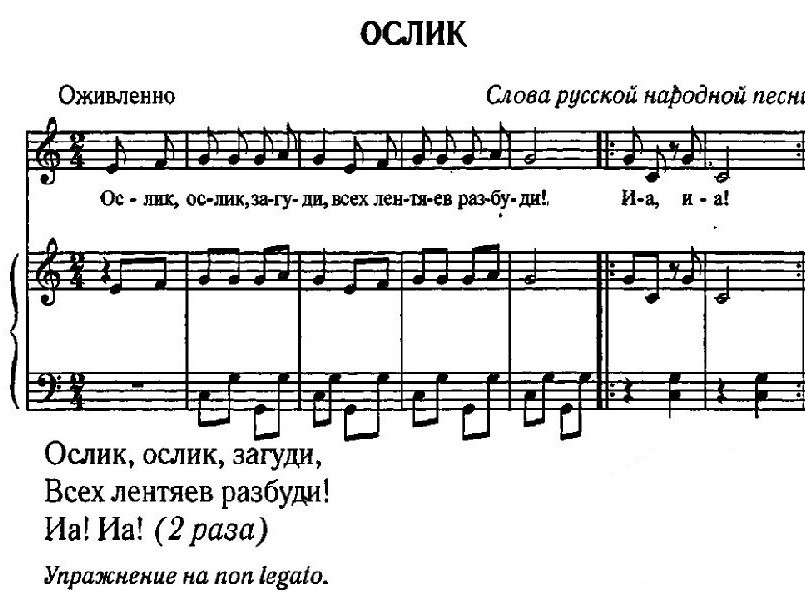 ОСЛИК
Оживленно
Слова русской народной песни
Ос - лик, ос-лик, за-гу- ди, всех лен-тя-ев раз-бу- ди! И-а, и - а!
Ослик, ослик, загуди,
Всех лентяев разбуди!
Иа! Иа! (2 раза)
Упражнение на non legato.